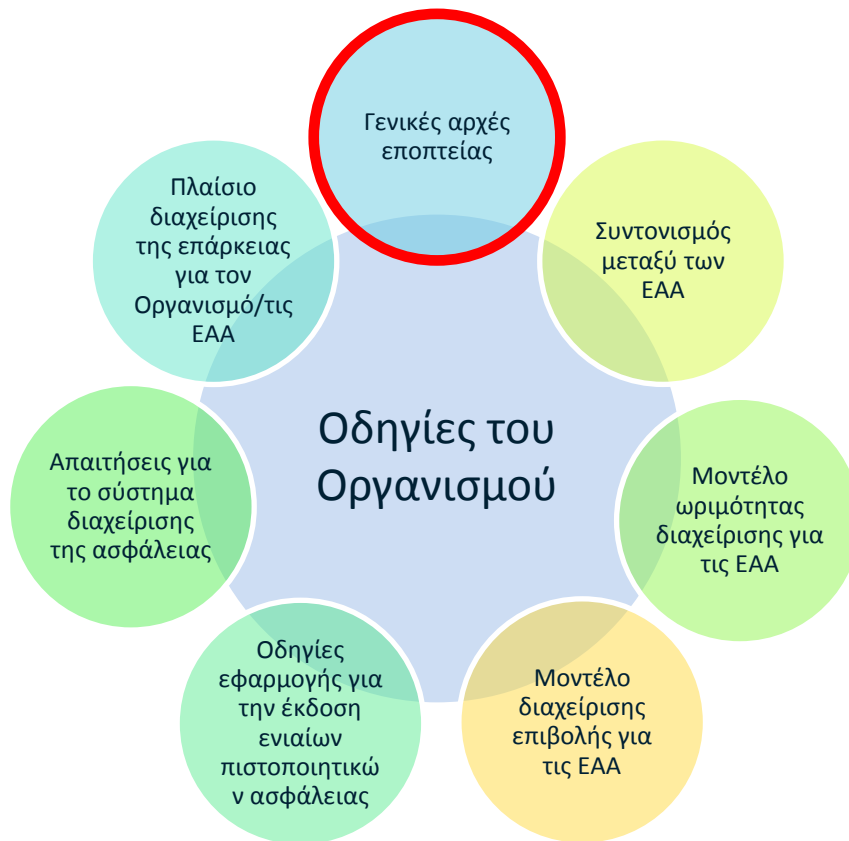 Γενικές αρχές
εποπτείας
Συντονισμός
μεταξύ των
ΕΑΑ
Μοντέλο
ωριμότητας
διαχείρισης για
τις ΕΑΑ
Μοντέλο
διαχείρισης
επιβολής για
τις ΕΑΑ
Οδηγίες
εφαρμογής για
την έκδοση
ενιαίων
πιστοποιητικώ
ν ασφάλειας
Απαιτήσεις για
το σύστημα
διαχείρισης
της ασφάλειας
Πλαίσιο
διαχείρισης
της επάρκειας
για τον
Οργανισμό/τις
ΕΑΑ
Οδηγίες του
Οργανισμού